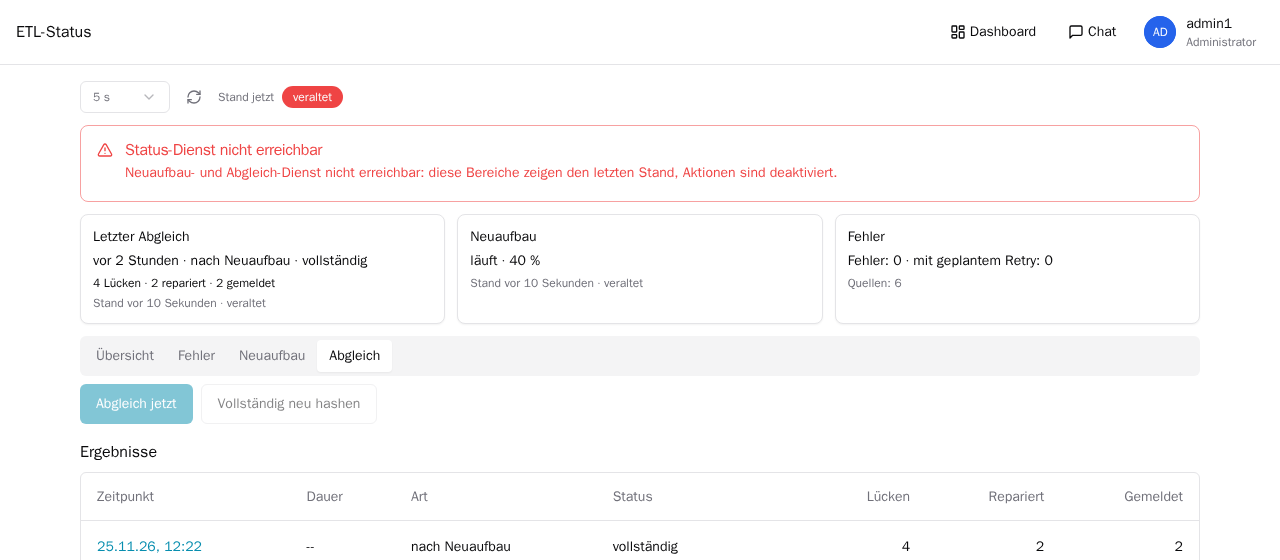 ETL-Status
Dashboard
Chat
AD
admin1
Administrator
5 s
Stand jetzt
veraltet
Status-Dienst nicht erreichbar
Neuaufbau- und Abgleich-Dienst nicht erreichbar: diese Bereiche zeigen den letzten Stand, Aktionen sind deaktiviert.
Letzter Abgleich
vor 2 Stunden · nach Neuaufbau · vollständig
4 Lücken · 2 repariert · 2 gemeldet
Stand vor 10 Sekunden · veraltet
Neuaufbau
läuft · 40 %
Stand vor 10 Sekunden · veraltet
Fehler
Fehler: 0 · mit geplantem Retry: 0
Quellen: 6
Übersicht Fehler Neuaufbau Abgleich
Abgleich jetzt Vollständig neu hashen
Ergebnisse
Zeitpunkt Dauer Art Status Lücken Repariert Gemeldet
25.11.26, 12:22 -- nach Neuaufbau vollständig 4 2 2